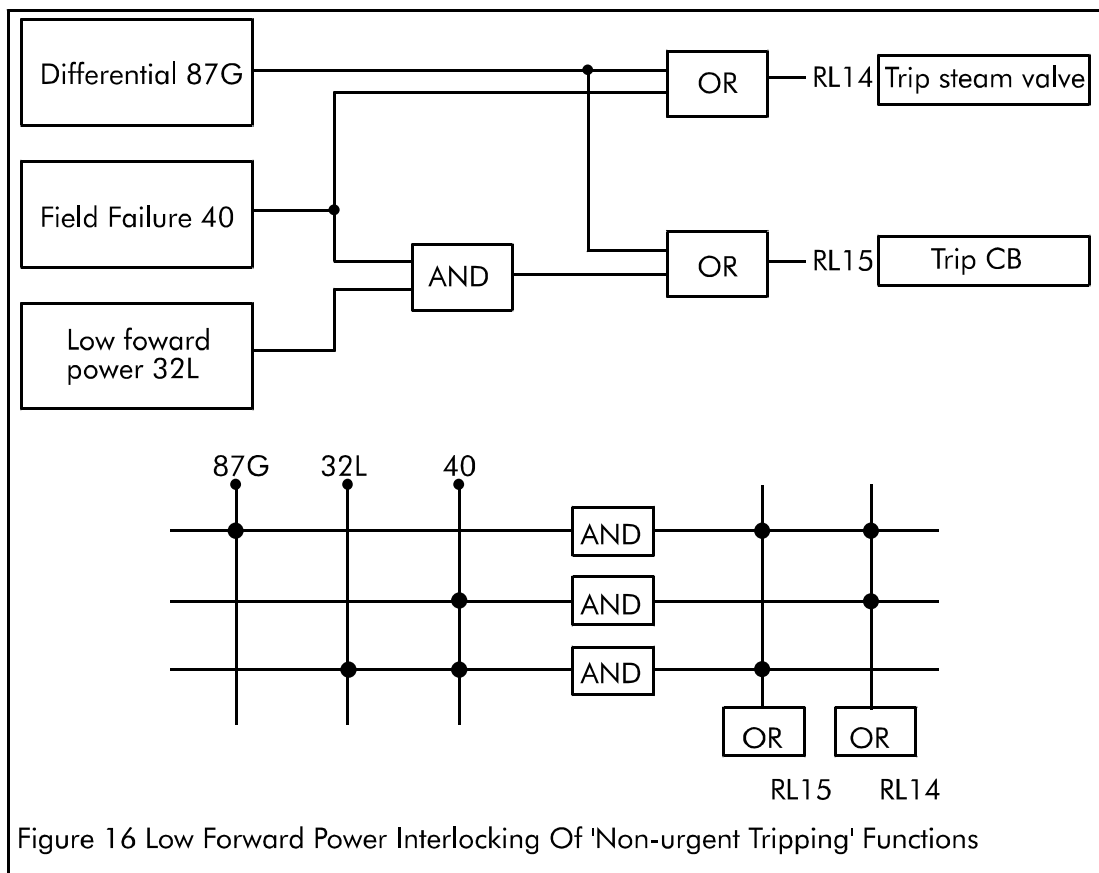 Differential 87G
OR
RL14
Trip steam valve
Field Failure 40
AND
OR
RL15
Trip CB
Low foward
power 32L
87G 32L 40
AND
AND
AND
OR OR
RL15 RL14
Figure 16 Low Forward Power Interlocking Of 'Non-urgent Tripping' Functions